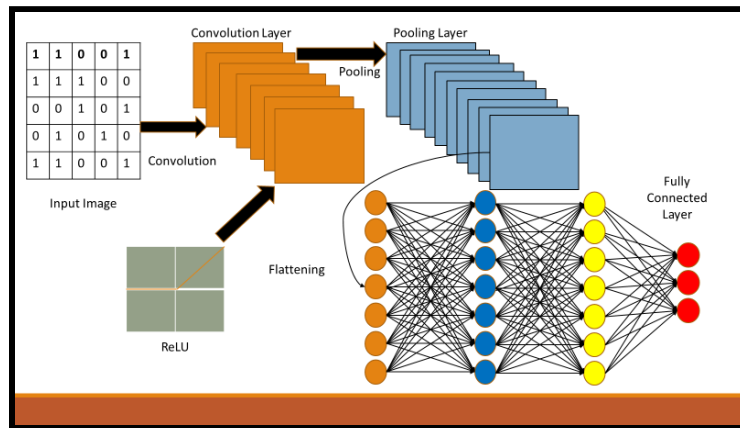 Convolution Layer
Pooling Layer
Pooling
1 1 0 0 1
1 1 1 0 0
0 0 1 0 1
0 1 0 1 0
1 1 0 0 1
Convolution
Input Image
Fully
Connected
Layer
Flattening
ReLU